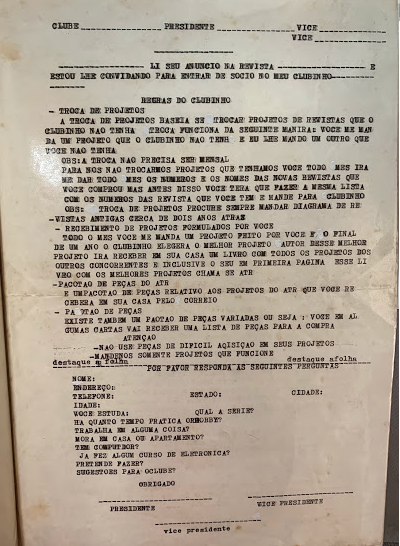 CLUBE _______________ PRESIDENTE ____________________ VICE _______________
VICE _______________
_______________
_______________ LI SEU ANUNCIO NA REVISTA _______________ E
ESTOU LHE CONVIDANDO PARA ENTRAR DE SOCIO NO MEU CLUBINHO_______
_______
REGRAS DO CLUBINHO
- TROCA DE PROJETOS
A TROCA DE PROJETOS BASEIA SE TROCAR PROJETOS DE REVISTAS QUE O
CLUBINHO NAO TENHA TROCA FUNCIONA DA SEGUINTE MANIRA: VOCE ME MAN
BA UM PROJETO QUE O CLUBINHO NAO TENH E EU LHE MANDO UM OUTRO QUE
VOCE NAO TENHA
OBS:A TROCA NAO PRECISA SER MENSAL
PARA NOS NAO TROCARMOS PROJETOS QUE TENHAMOS VOCE TODO MES IRA
ME DAR TODO MES OS NUMEROS E OS NOMES DAS NOVAS REVISTAS QUE
VOCE COMPROU MAS ANTES DISSO VOCE TERA QUE FAZER A MESMA LISTA
COM OS NUMEROS DAS REVISTA QUE VOCE TEM E MANDE PARA CLUBINHO
OBS: TROCA DE PROJETOS PROCURE SEMPRE MANDAR DIAGRAMA DE RE
-VISTAS ANTIGAS CERCA DE DOIS ANOS ATRAZ
- RECEBIMENTO DE PROJETOS FORMULADOS POR VOCE
TODO O MES VOCE ME MANDA UM PROJETO FEITO POR VOCE E O FINAL
DE UM ANO O CLUBINHO ELEGERA O MELHOR PROJETO AUTOR DESSE MELHOR
PROJETO IRA RECEBER EM SUA CASA UM LIVRO COM TODOS OS PROJETOS DOS
OUTROS CONCORRENTES E INCLUSIVE O SEU EM PRIMEIRA PAGINA ESSE LI
VRO COM OS MELHORES PROJETOS CHAMA SE ATR
-PACOTAO DE PEÇAS DO ATR
E UMPACOTAO DE PEÇAS RELATIVO AOS PROJETOS DO ATR QUE VOCE RE
CEBERA EM SUA CASA PELO CORREIO
- PA OTAO DE PEÇAS
EXISTE TAMBEM UM PAOTAO DE PEÇAS VARIADAS OU SEJA : VOCE EM AL
GUMAS CARTAS VAI RECEBER UMA LISTA DE PEÇAS PARA A COMPRA
ATENÇAO
-NAO USE PEÇAS DE DIFICIL AQISIÇAO EM SEUS PROJETOS
-MANDENOS SOMENTE PROJETOS QUE FUNCIONE
destaque a folha destaque afolha
POR FAVOR RESPONDA AS SEGUINTES PERGUNTAS
NOME:
ENDEREÇO:
TELEFONE: ESTADO: CIDADE:
IDADE:
VOCE ESTUDA: QUAL A SERIE?
HA QUANTO TEMPO PRATICA HOBBY?
TRABALHA EM ALGUMA COISA?
MORA EM CASA OU APARTAMENTO?
TEM COMPUTDOR?
JA FEZ ALGUM CURSO DE ELETRONICA?
PRETENDE FAZER?
SUGESTOES PARA OCLUBE?
OBRIGADO
PRESIDENTE VICE PRESIDENTE
vice presidente